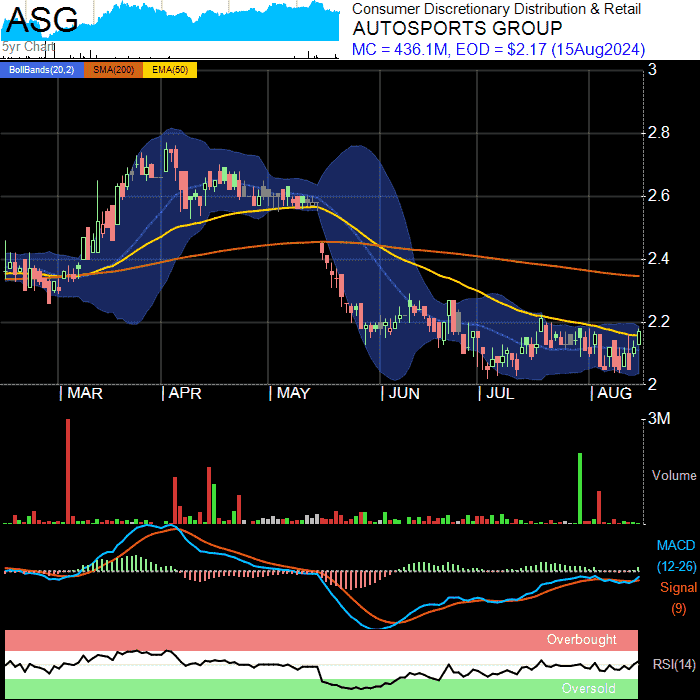 ASG
5yr Chart
Consumer Discretionary Distribution & Retail
AUTOSPORTS GROUP
MC = 436.1M, EOD = $2.17 (15Aug2024)
BollBands(20,2) SMA(200) EMA(50)
3
2.8
2.6
2.4
2.2
2
MAR APR MAY JUN JUL AUG
3M
Volume
MACD
(12-26)
Signal
(9)
Overbought
RSI(14)
Oversold